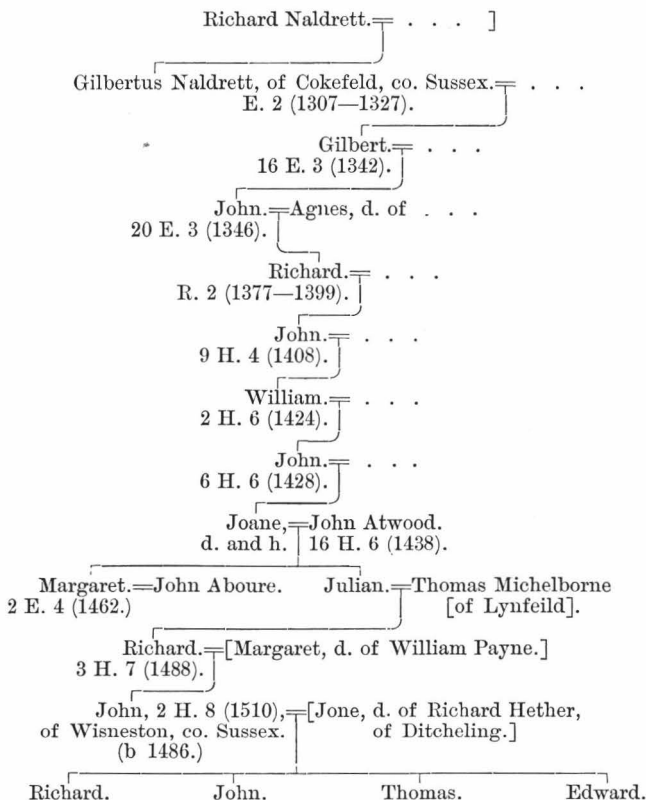 Richard Naldrett.= . . . ]
Gilbertus Naldrett, of Cokefeld, co. Sussex.= . . .
E. 2 (1307—1327).
Gilbert.= . . .
16 E. 3 (1342).
John.=Agnes, d. of . . .
20 E. 3 (1346).
Richard.= . . .
R. 2 (1377—1399).
John.= . . .
9 H. 4 (1408).
William.= . . .
2 H. 6 (1424).
John.= . . .
6 H. 6 (1428).
Joane,=John Atwood.
d. and h. 16 H. 6 (1438).
Margaret.=John Aboure. Julian.=Thomas Michelborne
2 E. 4 (1462.) [of Lynfeild].
Richard.=[Margaret, d. of William Payne.]
3 H. 7 (1488).
John, 2 H. 8 (1510),=[Jone, d. of Richard Hether,
of Wisneston, co. Sussex. of Ditcheling.]
(b 1486.)
Richard. John. Thomas. Edward.